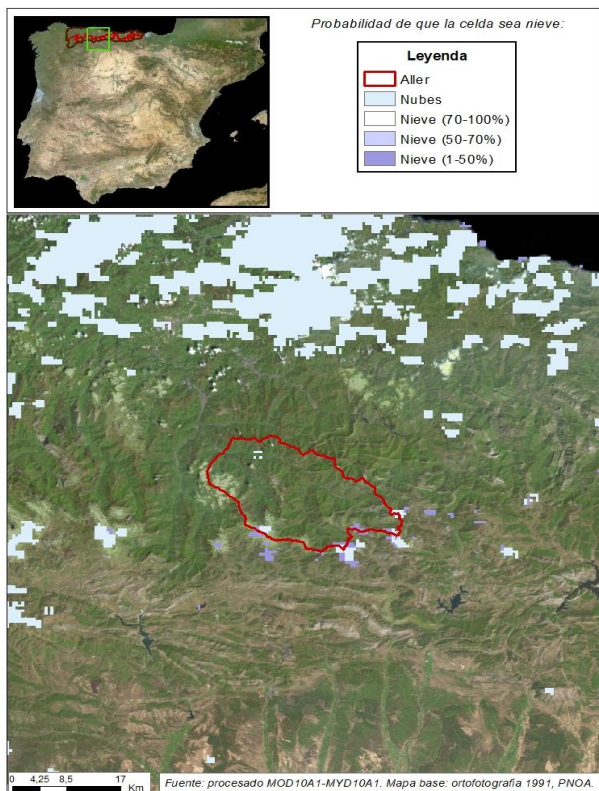 Probabilidad de que la celda sea nieve:
Leyenda
Aller
Nubes
Nieve (70-100%)
Nieve (50-70%)
Nieve (1-50%)
0 4,25 8,5 17
Km
Fuente: procesado MOD10A1-MYD10A1. Mapa base: ortofotografía 1991, PNOA.